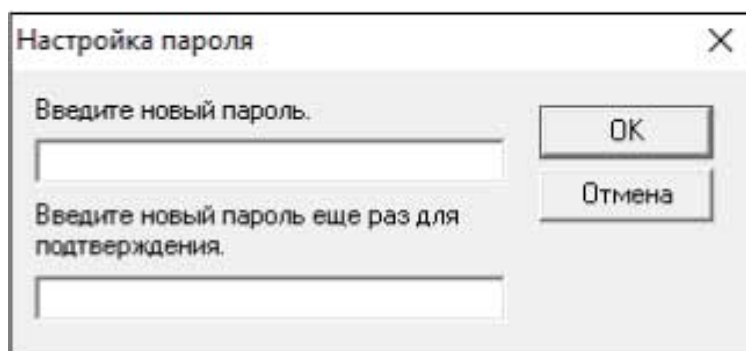 Настройка пароля
Введите новый пароль.
OK
Отмена
Введите новый пароль еще раз для
подтверждения.